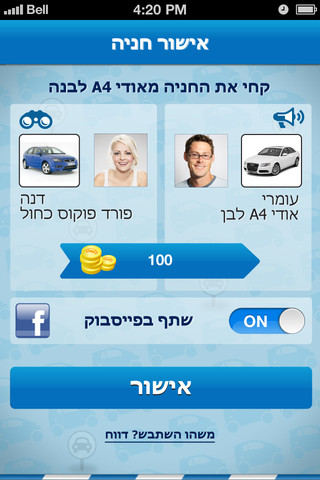 Bell 4:20 PM
אישור חניה
קחי את החניה מאודי A4 לבנה
עומרי
אודי A4 לבן
דנה
פורד פוקוס כחול
100
שתף בפייסבוק
ON
f
אישור
משהו השתבש? דווח